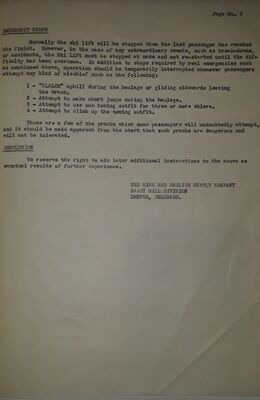 Page No. 7
EMERGENCY STOPS
Normally the ski lift will be stopped when the last passenger has reached
the finish. However, in the case of any extraordinary events, such as break-downs,
or accidents, the Ski Lift must be stopped at once and not re-started until the dif-
ficulty has been overcome. In addition to stops required by real emergencies such
as mentioned above, operation should be temporarily interrupted whenever passengers
attempt any kind of mischief such as the following:
1 - "SLALOM" uphill during the haulage or gliding sidewards leaving
the track.
2 - Attempt to make short jumps during the haulage.
3 - Attempt to use one towing outfit for three or more skiers.
4 - Attempt to climb up the towing outfit.
These are a few of the pranks which some passengers will undoubtedly attempt,
and it should be made apparent from the start that such pranks are dangerous and
will not be tolerated.
CONCLUSION
We reserve the right to add later additional instructions to the above as
eventual results of further experience.
THE MINE AND SMELTER SUPPLY COMPANY
MARCY MILL DIVISION
DENVER, COLORADO.